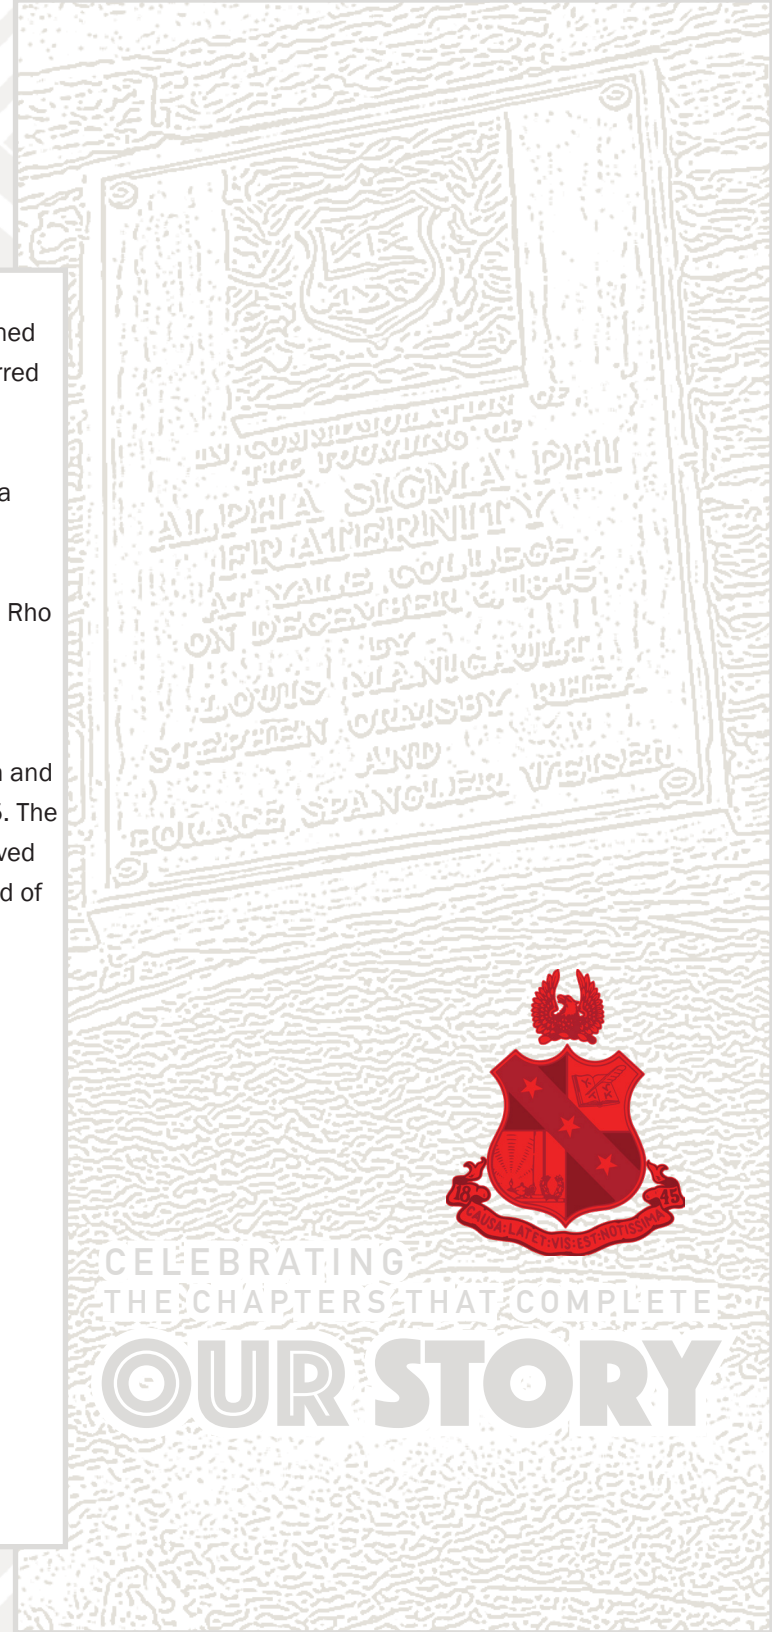 ned
rred
a
Rho
n and
5. The
ved
d of
IN COMMEMORATION OF
THE FOUNDING OF
ALPHA SIGMA PHI
FRATERNITY
AT YALE COLLEGE
ON DECEMBER 6, 1845
BY
LOUIS MANIGAULT
STEPHEN ORMSBY RHEA
AND
HORACE SPANGLER WEISER
18 45
CAUSA:LATET:VIS:EST:NOTISSIMA
CELEBRATING
THE CHAPTERS THAT COMPLETE
OUR STORY